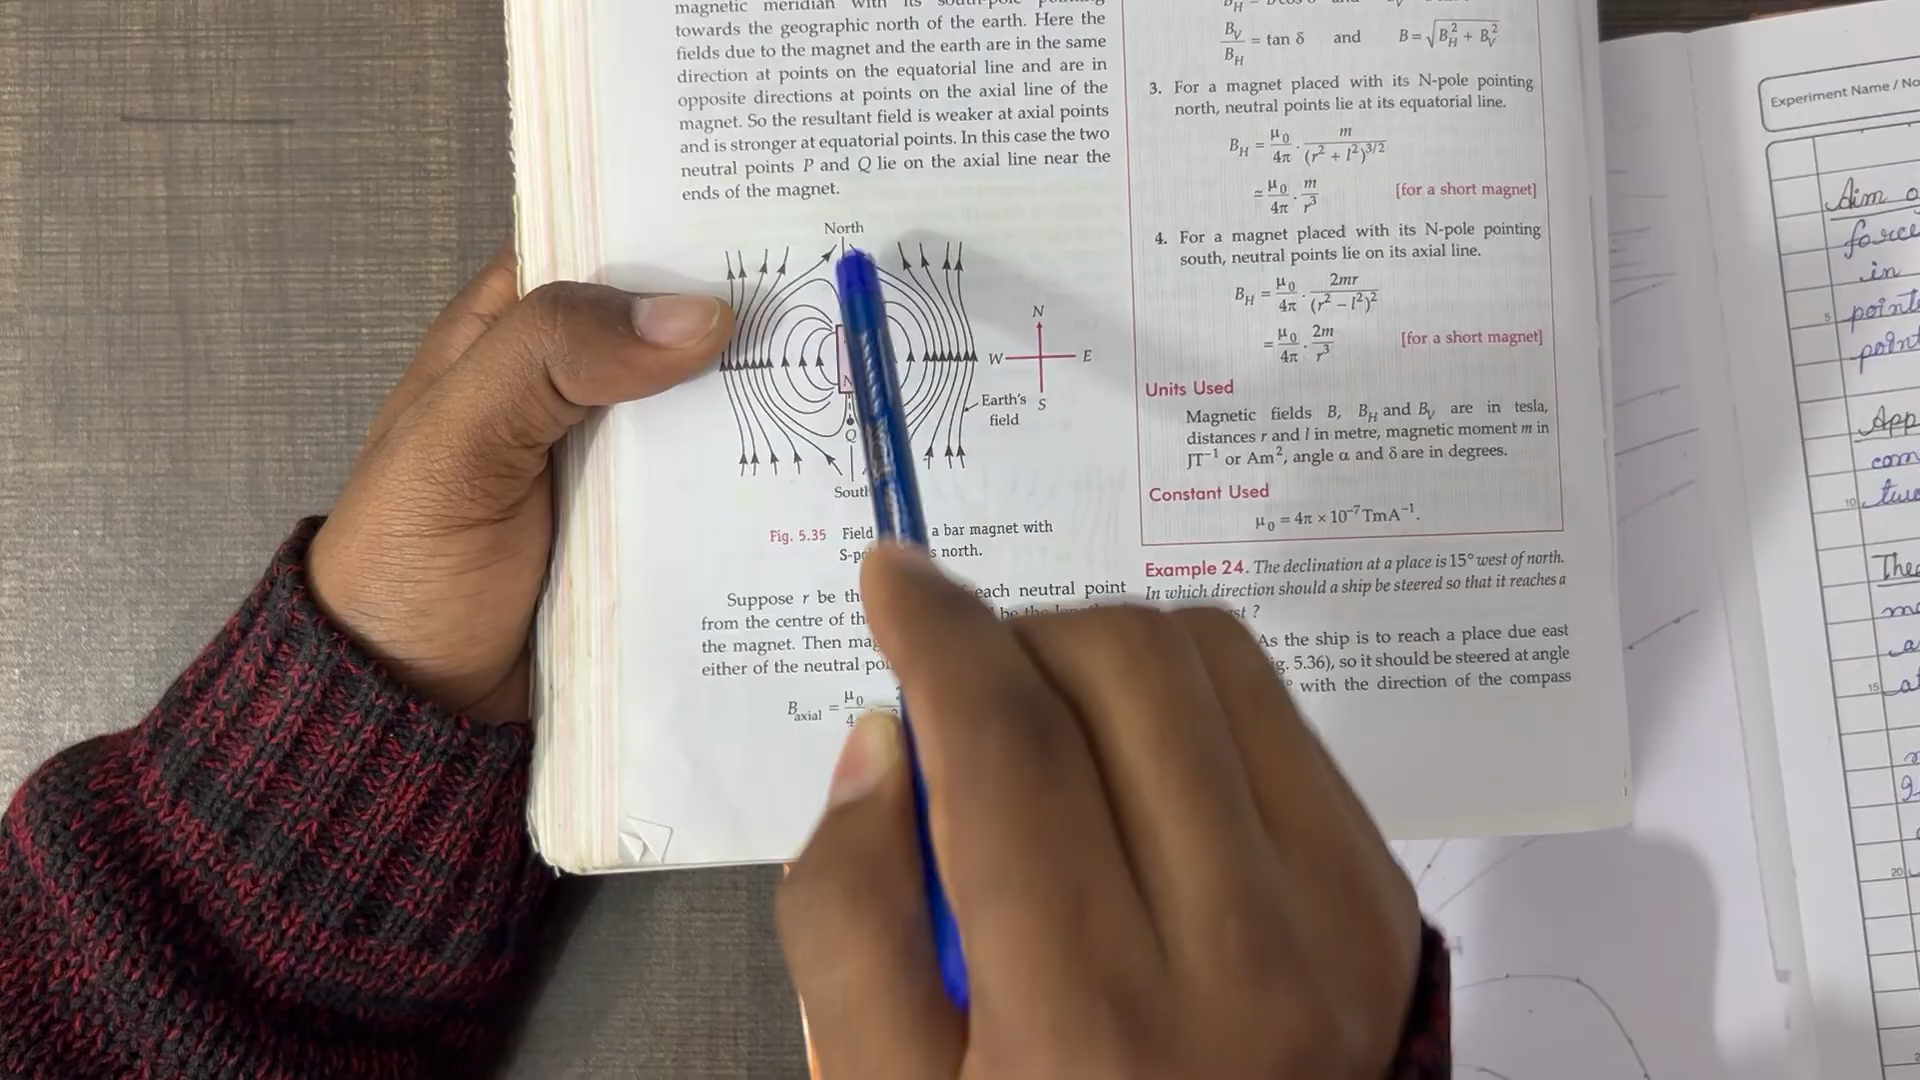 magnetic meridian with its south-pole pointing
towards the geographic north of the earth. Here the
fields due to the magnet and the earth are in the same
direction at points on the equatorial line and are in
opposite directions at points on the axial line of the
magnet. So the resultant field is weaker at axial points
and is stronger at equatorial points. In this case the two
neutral points P and Q lie on the axial line near the
ends of the magnet.
North
N
Q
South
N
W E
S
Earth's
field
Fig. 5.35 Field a bar magnet with
north.
Suppose r be each neutral point
from the centre of
the magnet. Then
either of the neutral
B_axial = μ0
B_V / B_H = tan δ and B = √(B_H² + B_V²)
3. For a magnet placed with its N-pole pointing
north, neutral points lie at its equatorial line.
B_H = μ0/4π · m/(r² + l²)^3/2
= μ0/4π · m/r³ [for a short magnet]
4. For a magnet placed with its N-pole pointing
south, neutral points lie on its axial line.
B_H = μ0/4π · 2mr/(r² − l²)²
= μ0/4π · 2m/r³ [for a short magnet]
Units Used
Magnetic fields B, B_H and B_V are in tesla,
distances r and l in metre, magnetic moment m in
JT⁻¹ or Am², angle α and δ are in degrees.
Constant Used
μ0 = 4π × 10⁻⁷ TmA⁻¹.
Example 24. The declination at a place is 15° west of north.
In which direction should a ship be steered so that it reaches a
?
As the ship is to reach a place due east
5.36), so it should be steered at angle
with the direction of the compass
Experiment Name / No
Aim
force
in
5
10
15
20